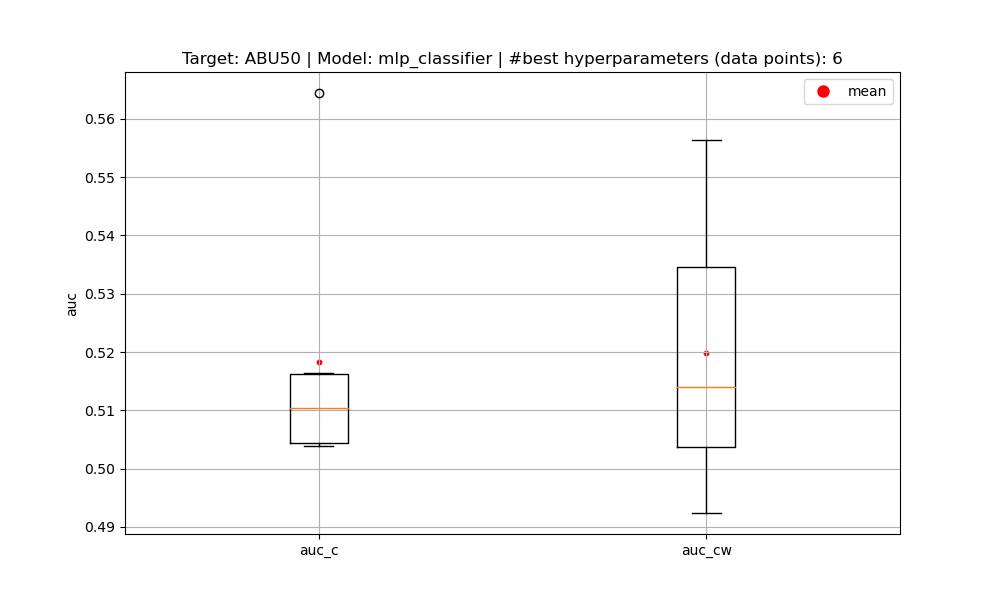 Target: ABU50 | Model: mlp_classifier | #best hyperparameters (data points): 6
mean
0.56
0.55
0.54
0.53
0.52
0.51
0.50
0.49
auc
auc_c
auc_cw